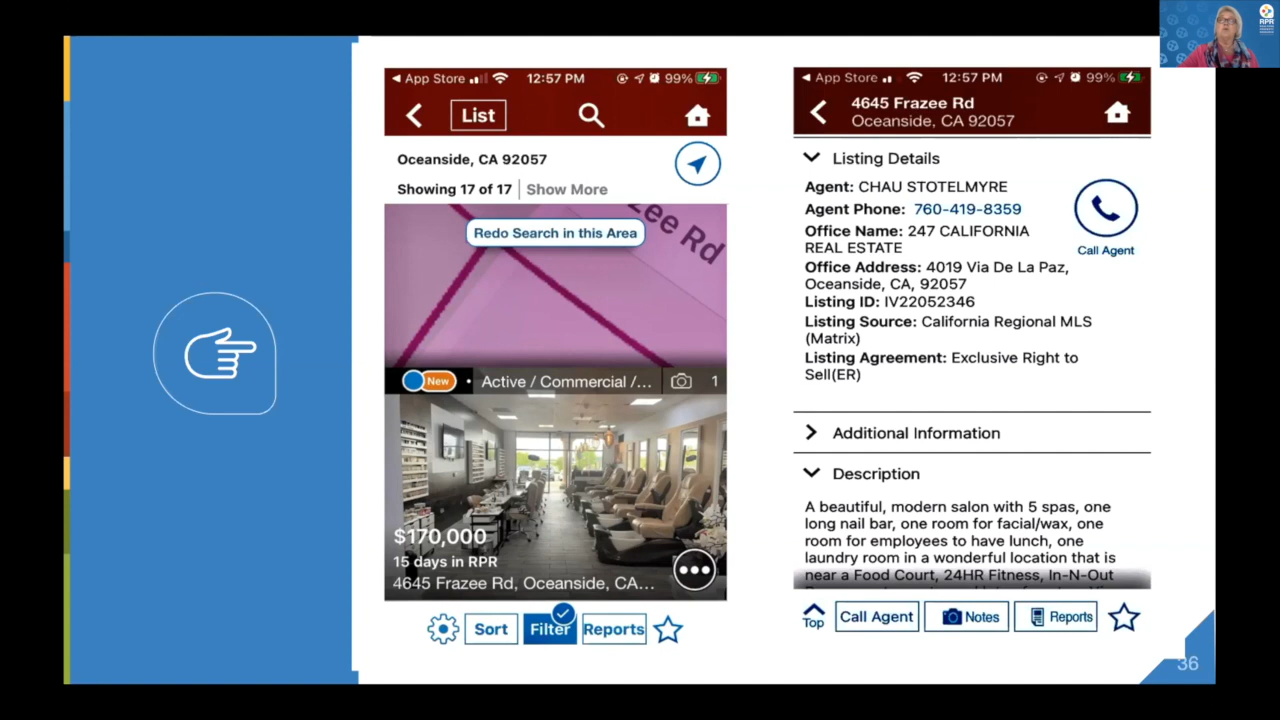 RPR
App Store 12:57 PM 99%
List
Oceanside, CA 92057
Showing 17 of 17 | Show More
zee Rd
Redo Search in this Area
New • Active / Commercial /... 1
$170,000
15 days in RPR
4645 Frazee Rd, Oceanside, CA...
Sort Filter Reports
App Store 12:57 PM 99%
4645 Frazee Rd
Oceanside, CA 92057
Listing Details
Agent: CHAU STOTELMYRE
Agent Phone: 760-419-8359
Office Name: 247 CALIFORNIA
REAL ESTATE
Call Agent
Office Address: 4019 Via De La Paz,
Oceanside, CA, 92057
Listing ID: IV22052346
Listing Source: California Regional MLS
(Matrix)
Listing Agreement: Exclusive Right to
Sell(ER)
Additional Information
Description
A beautiful, modern salon with 5 spas, one
long nail bar, one room for facial/wax, one
room for employees to have lunch, one
laundry room in a wonderful location that is
near a Food Court, 24HR Fitness, In-N-Out
Top Call Agent Notes Reports
36